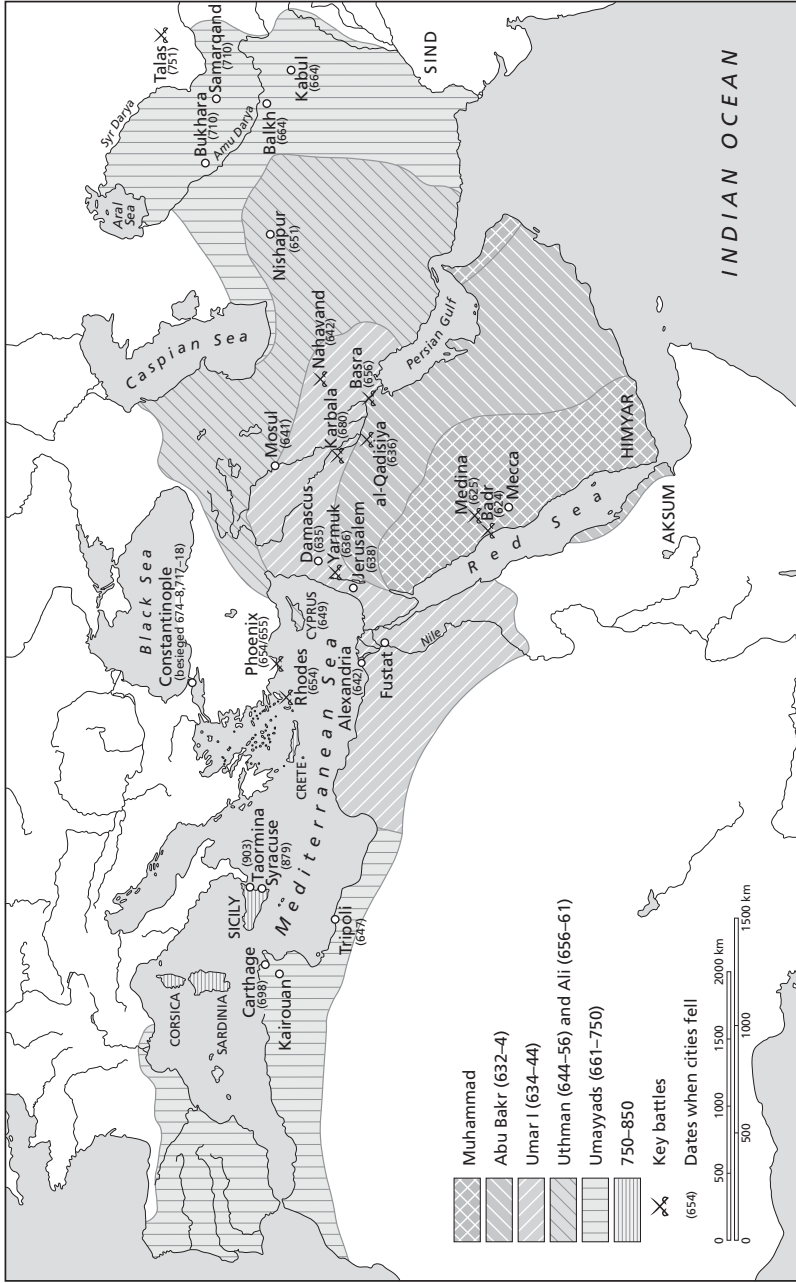 Talas
(751)
Syr Darya
Samarqand
(710)
Bukhara
(710)
Amu Darya
Aral
Sea
Balkh
(664)
Kabul
(664)
SIND
Nishapur
(651)
Caspian Sea
Nahavand
(642)
Mosul
(641)
Karbala
(680)
Basra
(656)
Persian Gulf
INDIAN OCEAN
al-Qadisiya
(636)
Damascus
(635)
Yarmuk
(636)
Jerusalem
(638)
Medina
(625)
Badr
(624)
Mecca
HIMYAR
Red Sea
AKSUM
Black Sea
Constantinople
(besieged 674–8,717–18)
Phoenix
(654/655)
CYPRUS
(649)
Rhodes
(654)
Alexandria
(642)
Fustat
Nile
CRETE
Mediterranean Sea
(903)
Taormina
Syracuse
(879)
SICILY
Tripoli
(647)
CORSICA
SARDINIA
Carthage
(698)
Kairouan
Muhammad
Abu Bakr (632–4)
Umar I (634–44)
Uthman (644–56) and Ali (656–61)
Umayyads (661–750)
750–850
Key battles
(654) Dates when cities fell
0 500 1000 1500 2000 km
0 500 1000 1500 km